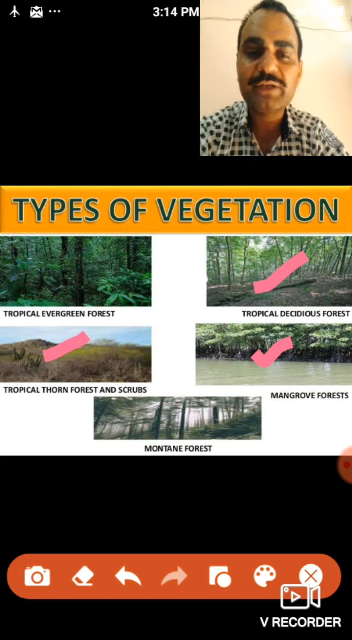 3:14 PM
TYPES OF VEGETATION
TROPICAL EVERGREEN FOREST
TROPICAL DECIDIOUS FOREST
TROPICAL THORN FOREST AND SCRUBS
MANGROVE FORESTS
MONTANE FOREST
V RECORDER